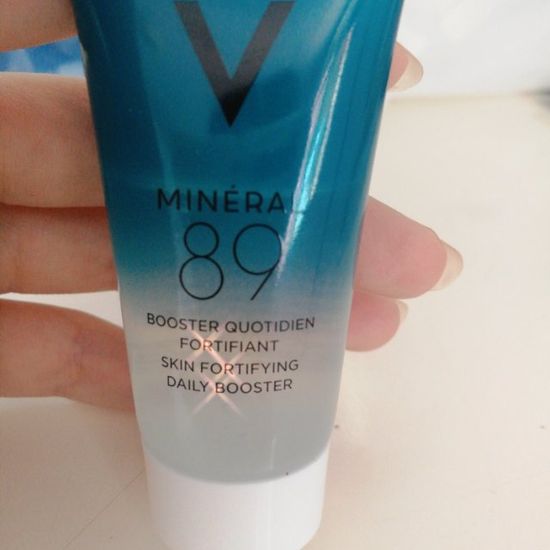 V
MINÉRAL
89
BOOSTER QUOTIDIEN
FORTIFIANT
SKIN FORTIFYING
DAILY BOOSTER